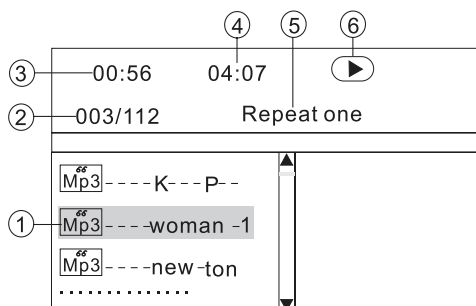 ④ ⑤ ⑥
③ 00:56 04:07
② 003/112 Repeat one
Mp3 ----K---P--
① Mp3 ----woman -1
Mp3 ----new-ton
..............